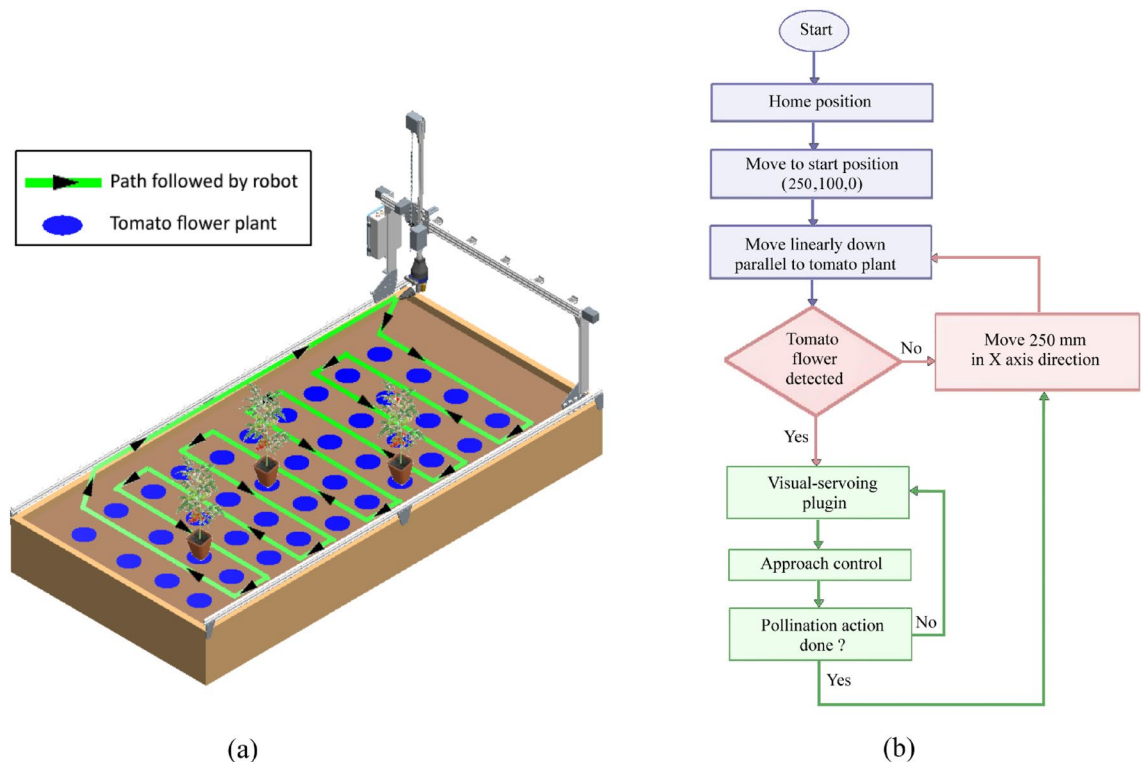 Path followed by robot
Tomato flower plant
(a)
Start
Home position
Move to start position
(250,100,0)
Move linearly down
parallel to tomato plant
Tomato
flower
detected
No
Move 250 mm
in X axis direction
Yes
Visual-servoing
plugin
Approach control
Pollination action
done ?
No
Yes
(b)